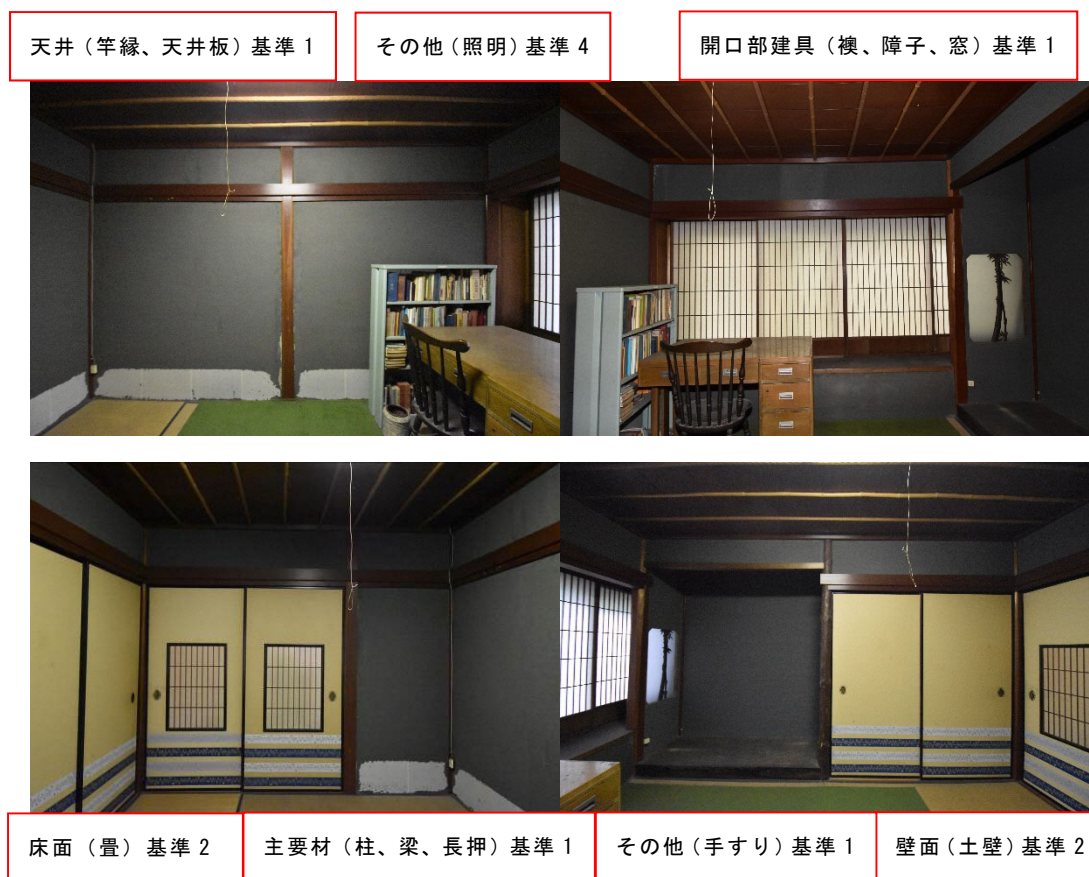 天井（竿縁、天井板）基準１
その他（照明）基準４
開口部建具（襖、障子、窓）基準１
床面（畳）基準２
主要材（柱、梁、長押）基準１
その他（手すり）基準１
壁面（土壁）基準２